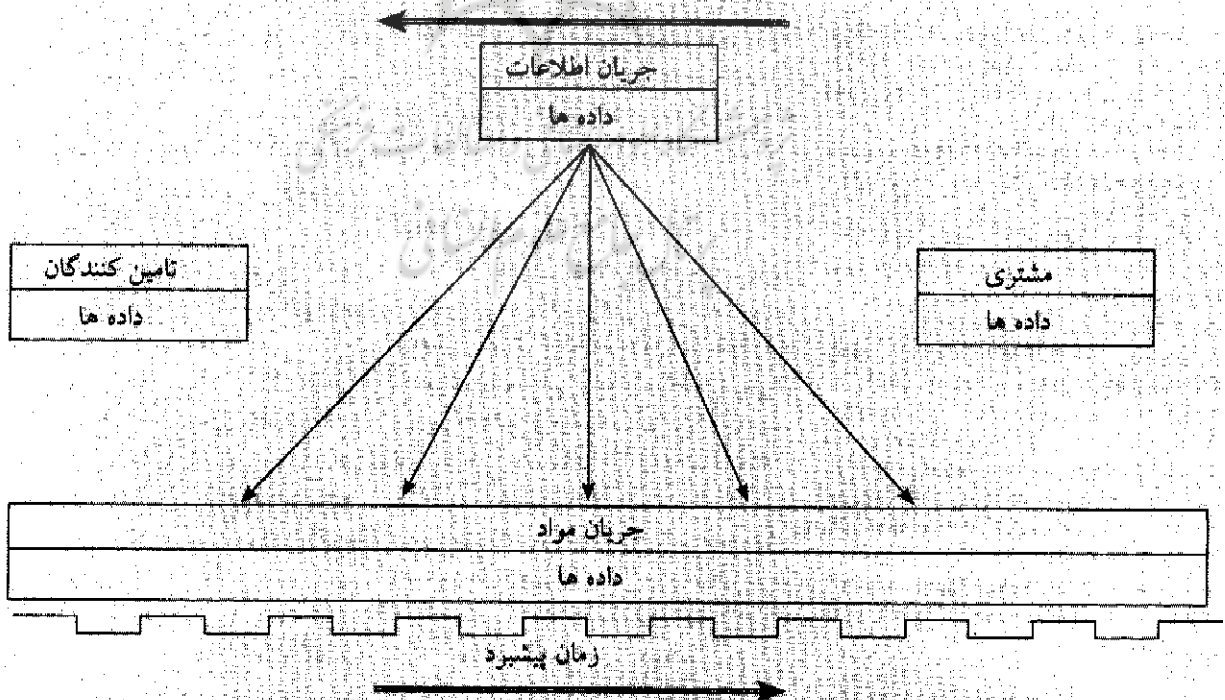 جریان اطلاعات
داده ها
مشتری
داده ها
تامین کنندگان
داده ها
جریان مواد
داده ها
زمان پیشبرد